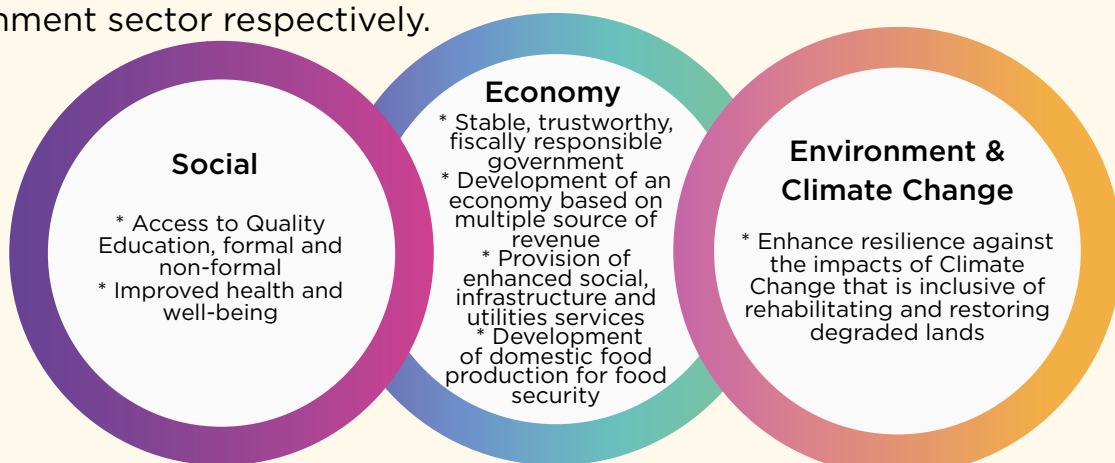 nment sector respectively.
Social
* Access to Quality
Education, formal and
non-formal
* Improved health and
well-being
Economy
* Stable, trustworthy,
fiscally responsible
government
* Development of an
economy based on
multiple source of
revenue
* Provision of
enhanced social,
infrastructure and
utilities services
* Development
of domestic food
production for food
security
Environment &
Climate Change
* Enhance resilience against
the impacts of Climate
Change that is inclusive of
rehabilitating and restoring
degraded lands